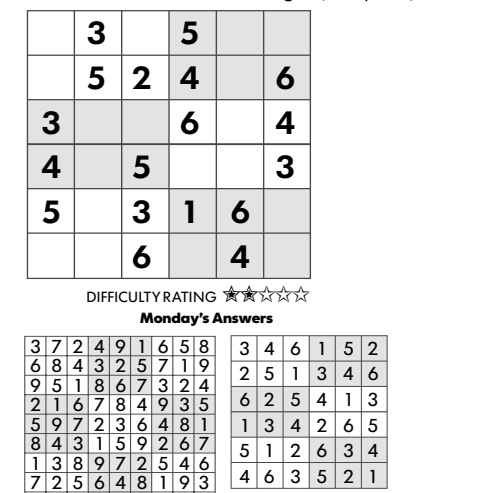 3 5
5 2 4 6
3 6 4
4 5 3
5 3 1 6
6 4
DIFFICULTY RATING
Monday's Answers
3 7 2 4 9 1 6 5 8
6 8 4 3 2 5 7 1 9
9 5 1 8 6 7 3 2 4
2 1 6 7 8 4 9 3 5
5 9 7 2 3 6 4 8 1
8 4 3 1 5 9 2 6 7
1 3 8 9 7 2 5 4 6
7 2 5 6 4 8 1 9 3
3 4 6 1 5 2
2 5 1 3 4 6
6 2 5 4 1 3
1 3 4 2 6 5
5 1 2 6 3 4
4 6 3 5 2 1